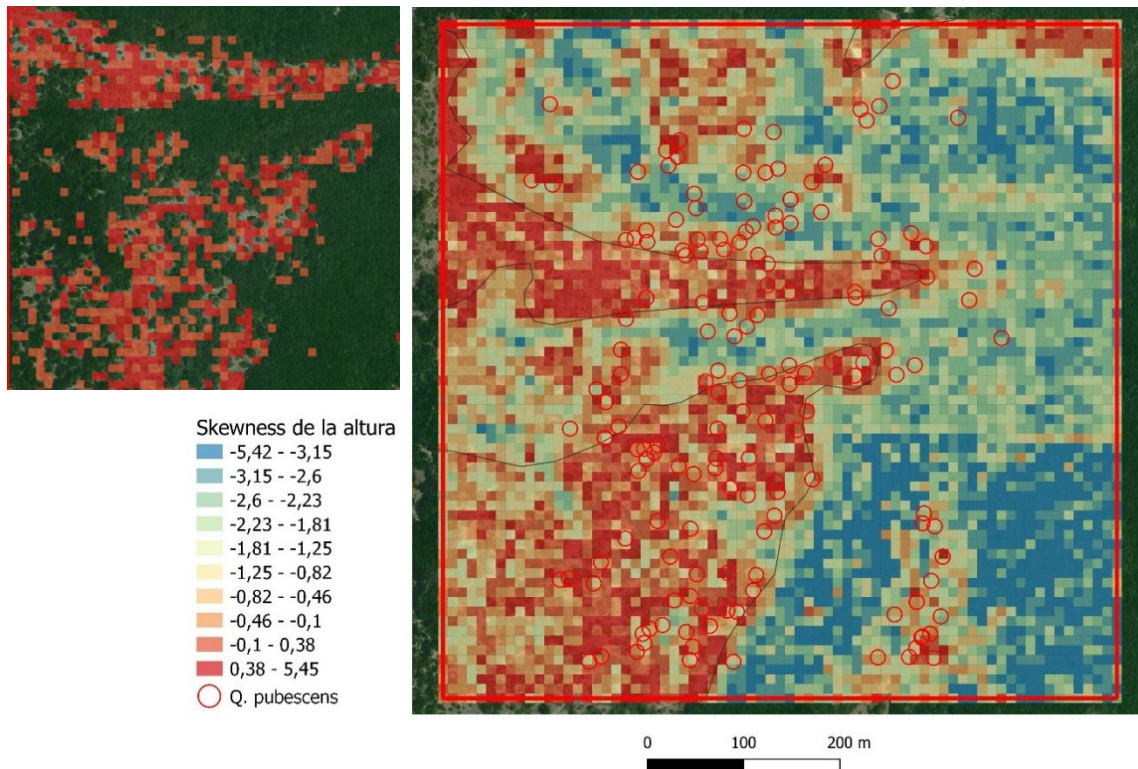 Skewness de la altura
-5,42 - -3,15
-3,15 - -2,6
-2,6 - -2,23
-2,23 - -1,81
-1,81 - -1,25
-1,25 - -0,82
-0,82 - -0,46
-0,46 - -0,1
-0,1 - 0,38
0,38 - 5,45
Q. pubescens
0 100 200 m